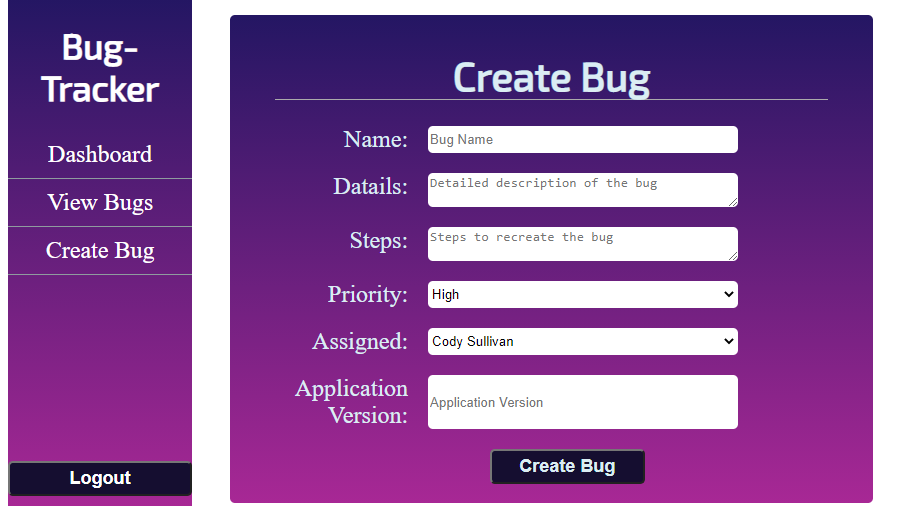 Bug-
Tracker
Dashboard
View Bugs
Create Bug
Logout
Create Bug
Name:
Bug Name
Datails:
Detailed description of the bug
Steps:
Steps to recreate the bug
Priority:
High
Assigned:
Cody Sullivan
Application
Version:
Application Version
Create Bug